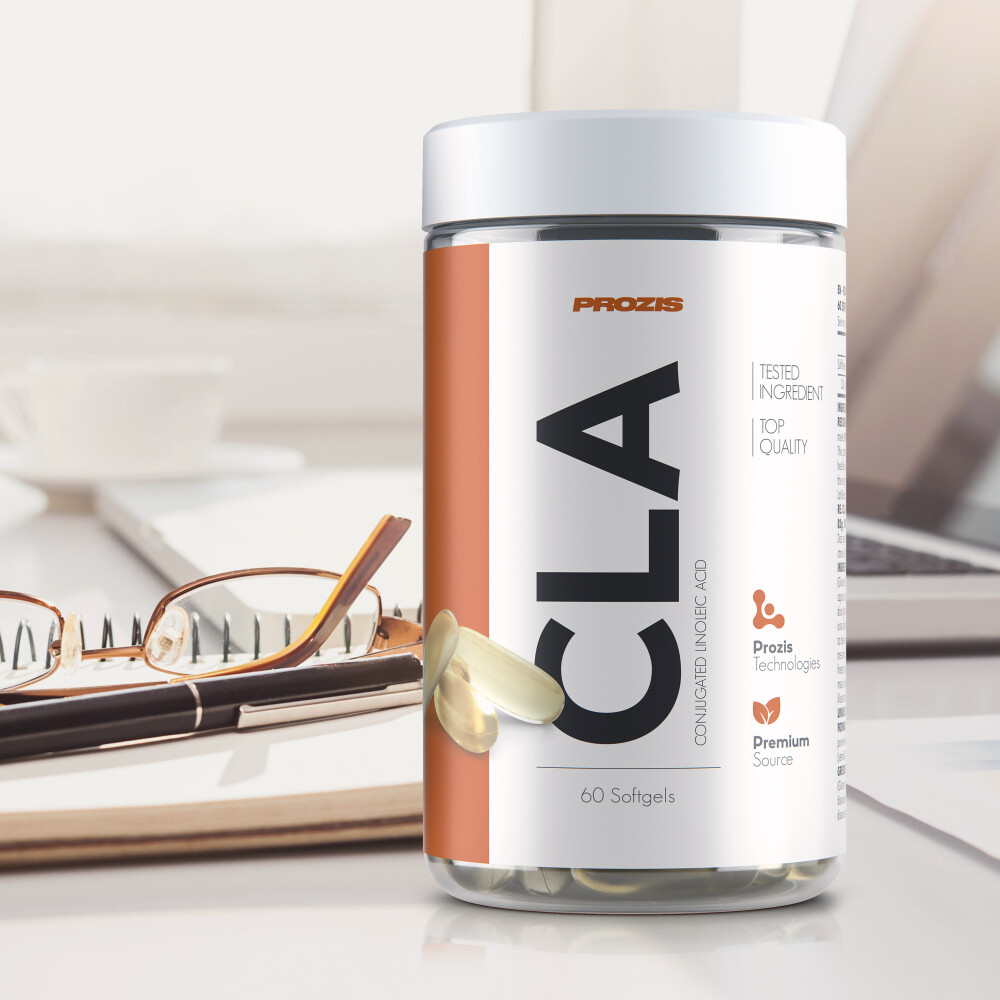 PROZIS
CLA
CONJUGATED LINOLEIC ACID
60 Softgels
TESTED
INGREDIENT
TOP
QUALITY
Prozis
Technologies
Premium
Source